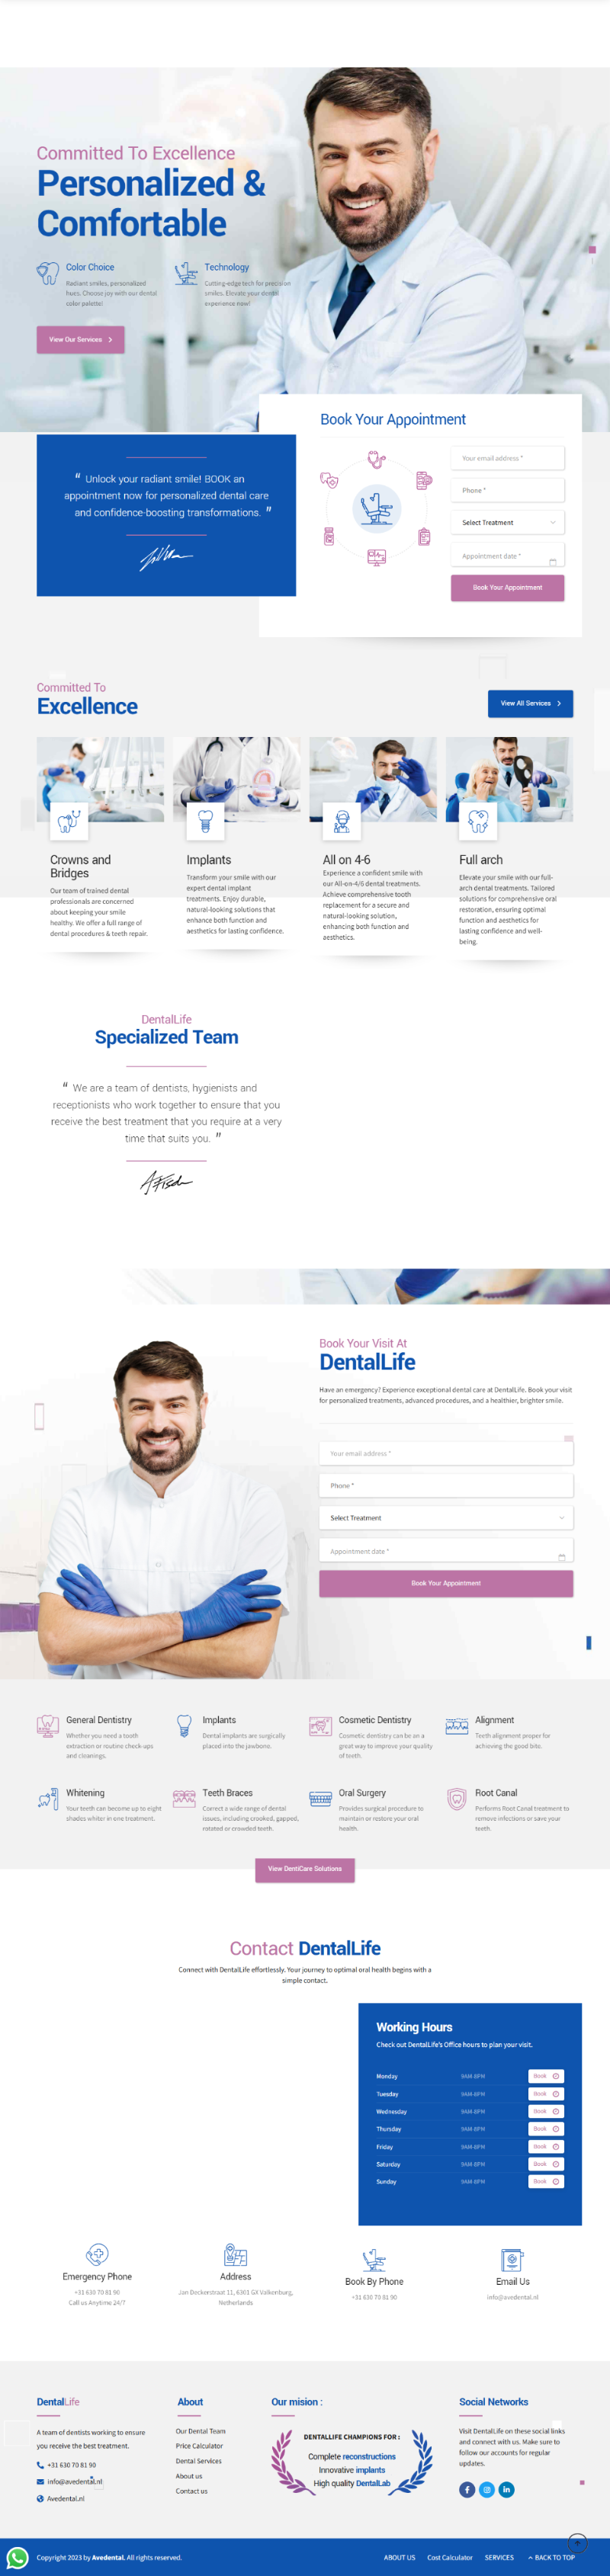 Committed To Excellence
Personalized &
Comfortable
Color Choice
Radiant smiles, personalized
hues. Choose joy with our dental
color palette!
Technology
Cutting-edge tech for precision
smiles. Elevate your dental
experience now!
View Our Services
Book Your Appointment
" Unlock your radiant smile! BOOK an
appointment now for personalized dental care
and confidence-boosting transformations. "
Your email address *
Phone *
Select Treatment
Appointment date *
Book Your Appointment
Committed To
Excellence
View All Services
Crowns and
Bridges
Our team of trained dental
professionals are concerned
about keeping your smile
healthy. We offer a full range of
dental procedures & teeth repair.
Implants
Transform your smile with our
expert dental implant
treatments. Enjoy durable,
natural-looking solutions that
enhance both function and
aesthetics for lasting confidence.
All on 4-6
Experience a confident smile with
our All-on-4/6 dental treatments.
Achieve comprehensive tooth
replacement for a secure and
natural-looking solution,
enhancing both function and
aesthetics.
Full arch
Elevate your smile with our full-
arch dental treatments. Tailored
solutions for comprehensive oral
restoration, ensuring optimal
function and aesthetics for
lasting confidence and well-
being.
DentalLife
Specialized Team
" We are a team of dentists, hygienists and
receptionists who work together to ensure that you
receive the best treatment that you require at a very
time that suits you. "
Book Your Visit At
DentalLife
Have an emergency? Experience exceptional dental care at DentalLife. Book your visit
for personalized treatments, advanced procedures, and a healthier, brighter smile.
Your email address *
Phone *
Select Treatment
Appointment date *
Book Your Appointment
General Dentistry
Whether you need a tooth
extraction or routine check-ups
and cleanings.
Implants
Dental implants are surgically
placed into the jawbone.
Cosmetic Dentistry
Cosmetic dentistry can be an a
great way to improve your quality
of teeth.
Alignment
Teeth alignment proper for
achieving the good bite.
Whitening
Your teeth can become up to eight
shades whiter in one treatment.
Teeth Braces
Correct a wide range of dental
issues, including crooked, gapped,
rotated or crowded teeth.
Oral Surgery
Provides surgical procedure to
maintain or restore your oral
health.
Root Canal
Performs Root Canal treatment to
remove infections or save your
teeth.
View DentiCare Solutions
Contact DentalLife
Connect with DentalLife effortlessly. Your journey to optimal oral health begins with a
simple contact.
Working Hours
Check out DentalLife's Office hours to plan your visit.
Monday 9AM-8PM Book
Tuesday 9AM-8PM Book
Wednesday 9AM-8PM Book
Thursday 9AM-8PM Book
Friday 9AM-8PM Book
Saturday 9AM-8PM Book
Sunday 9AM-8PM Book
Emergency Phone
+31 630 70 81 90
Call us Anytime 24/7
Address
Jan Deckerstraat 11, 6301 GX Valkenburg,
Netherlands
Book By Phone
+31 630 70 81 90
Email Us
info@avedental.nl
DentalLife
A team of dentists working to ensure
you receive the best treatment.
+31 630 70 81 90
info@avedental.nl
Avedental.nl
About
Our Dental Team
Price Calculator
Dental Services
About us
Contact us
Our mision :
DENTALLIFE CHAMPIONS FOR :
Complete reconstructions
Innovative implants
High quality DentalLab
Social Networks
Visit DentalLife on these social links
and connect with us. Make sure to
follow our accounts for regular
updates.
Copyright 2023 by Avedental. All rights reserved.
ABOUT US Cost Calculator SERVICES BACK TO TOP